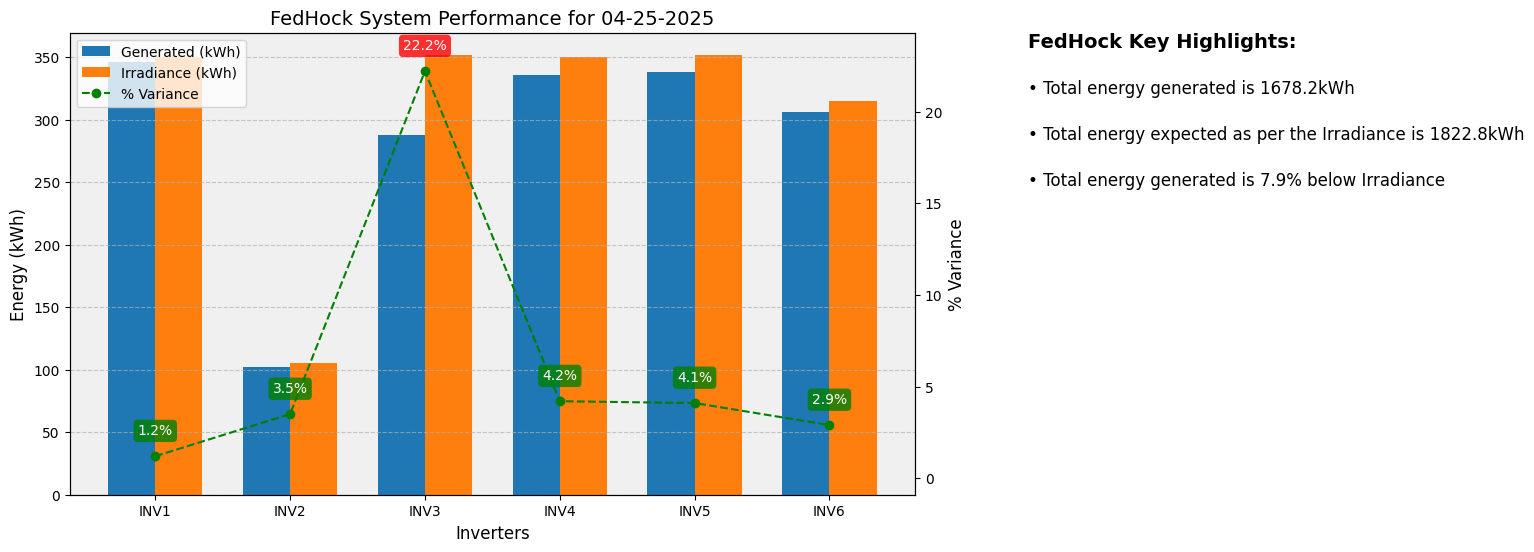 FedHock System Performance for 04-25-2025
Generated (kWh)
Irradiance (kWh)
% Variance
Energy (kWh)
350
300
250
200
150
100
50
0
1.2%
3.5%
22.2%
4.2%
4.1%
2.9%
20
15
10
5
0
% Variance
INV1 INV2 INV3 INV4 INV5 INV6
Inverters
FedHock Key Highlights:
• Total energy generated is 1678.2kWh
• Total energy expected as per the Irradiance is 1822.8kWh
• Total energy generated is 7.9% below Irradiance